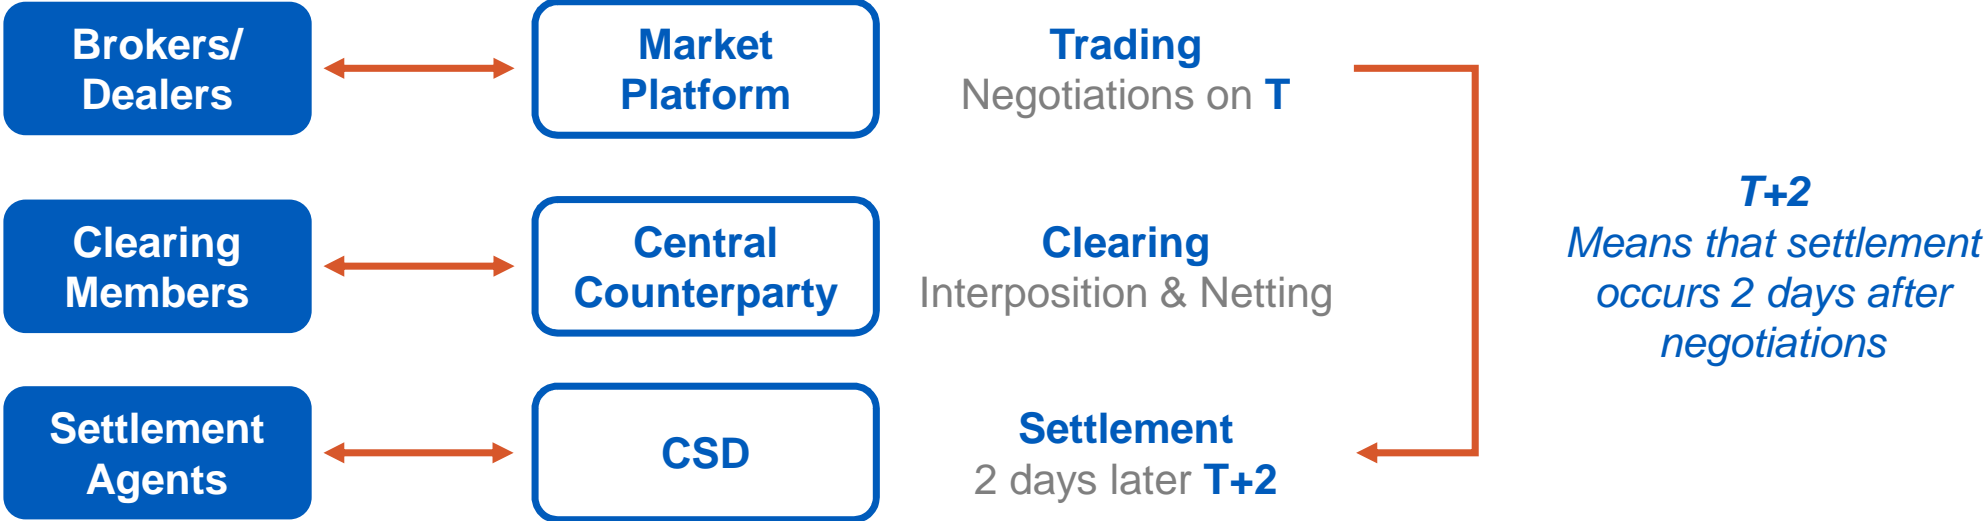 Brokers/
Dealers
Market
Platform
Trading
Negotiations on T
Clearing
Members
Central
Counterparty
Clearing
Interposition & Netting
Settlement
Agents
CSD
Settlement
2 days later T+2
T+2
Means that settlement
occurs 2 days after
negotiations